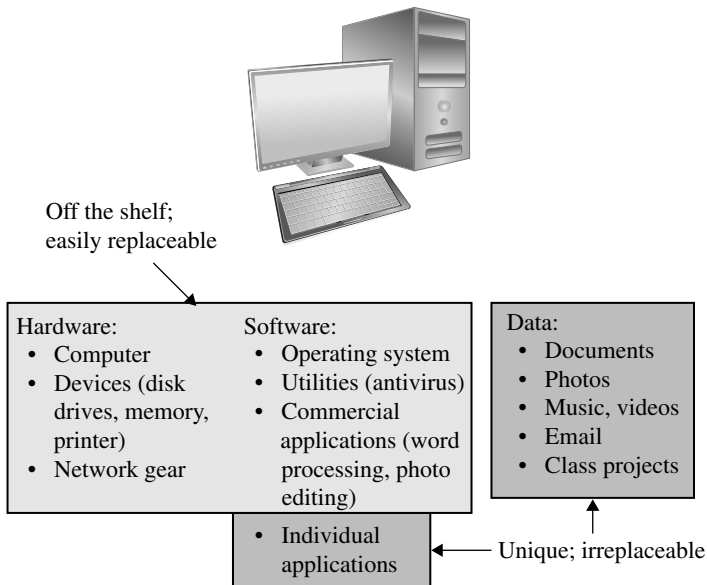 Off the shelf;
easily replaceable
Hardware:
• Computer
• Devices (disk
drives, memory,
printer)
• Network gear
Software:
• Operating system
• Utilities (antivirus)
• Commercial
applications (word
processing, photo
editing)
• Individual
applications
Data:
• Documents
• Photos
• Music, videos
• Email
• Class projects
Unique; irreplaceable